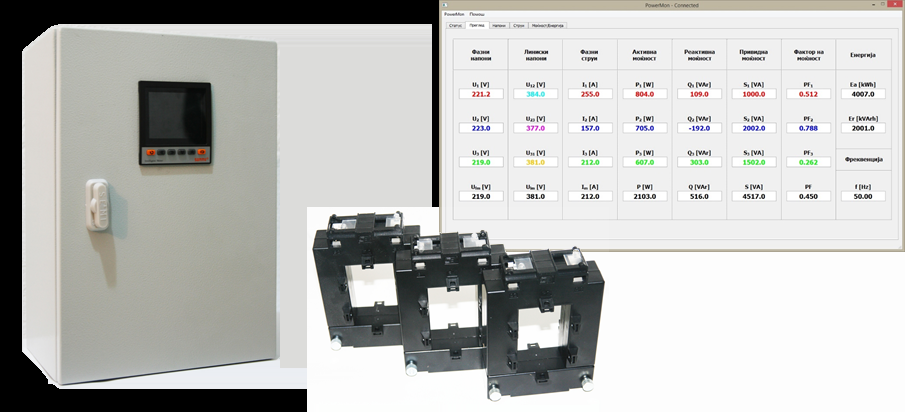 PowerMon - Connected
PowerMon Помош
Статус Преглед Напони Струи Моќност/Енергија
Фазни напони Линиски напони Фазни струи Активна моќност Реактивна моќност Привидна моќност Фактор на моќност Енергија
U1 [V] U12 [V] I1 [A] P1 [W] Q1 [VAr] S1 [VA] PF1 Ea [kWh]
221.2 384.0 255.0 804.0 109.0 1000.0 0.512 4007.0
U2 [V] U23 [V] I2 [A] P2 [W] Q2 [VAr] S2 [VA] PF2 Er [kVArh]
223.0 377.0 157.0 705.0 -192.0 2002.0 0.788 2001.0
U3 [V] U31 [V] I3 [A] P3 [W] Q3 [VAr] S3 [VA] PF3 Фреквенција
219.0 381.0 212.0 607.0 303.0 1502.0 0.262
[V] [V] [A] P [W] Q [VAr] S [VA] PF f [Hz]
219.0 381.0 212.0 2103.0 516.0 4517.0 0.450 50.00